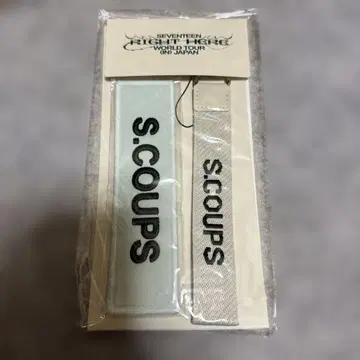 SEVENTEEN
RIGHT HERE
WORLD TOUR
(IN) JAPAN
S.COUPS
S.COUPS